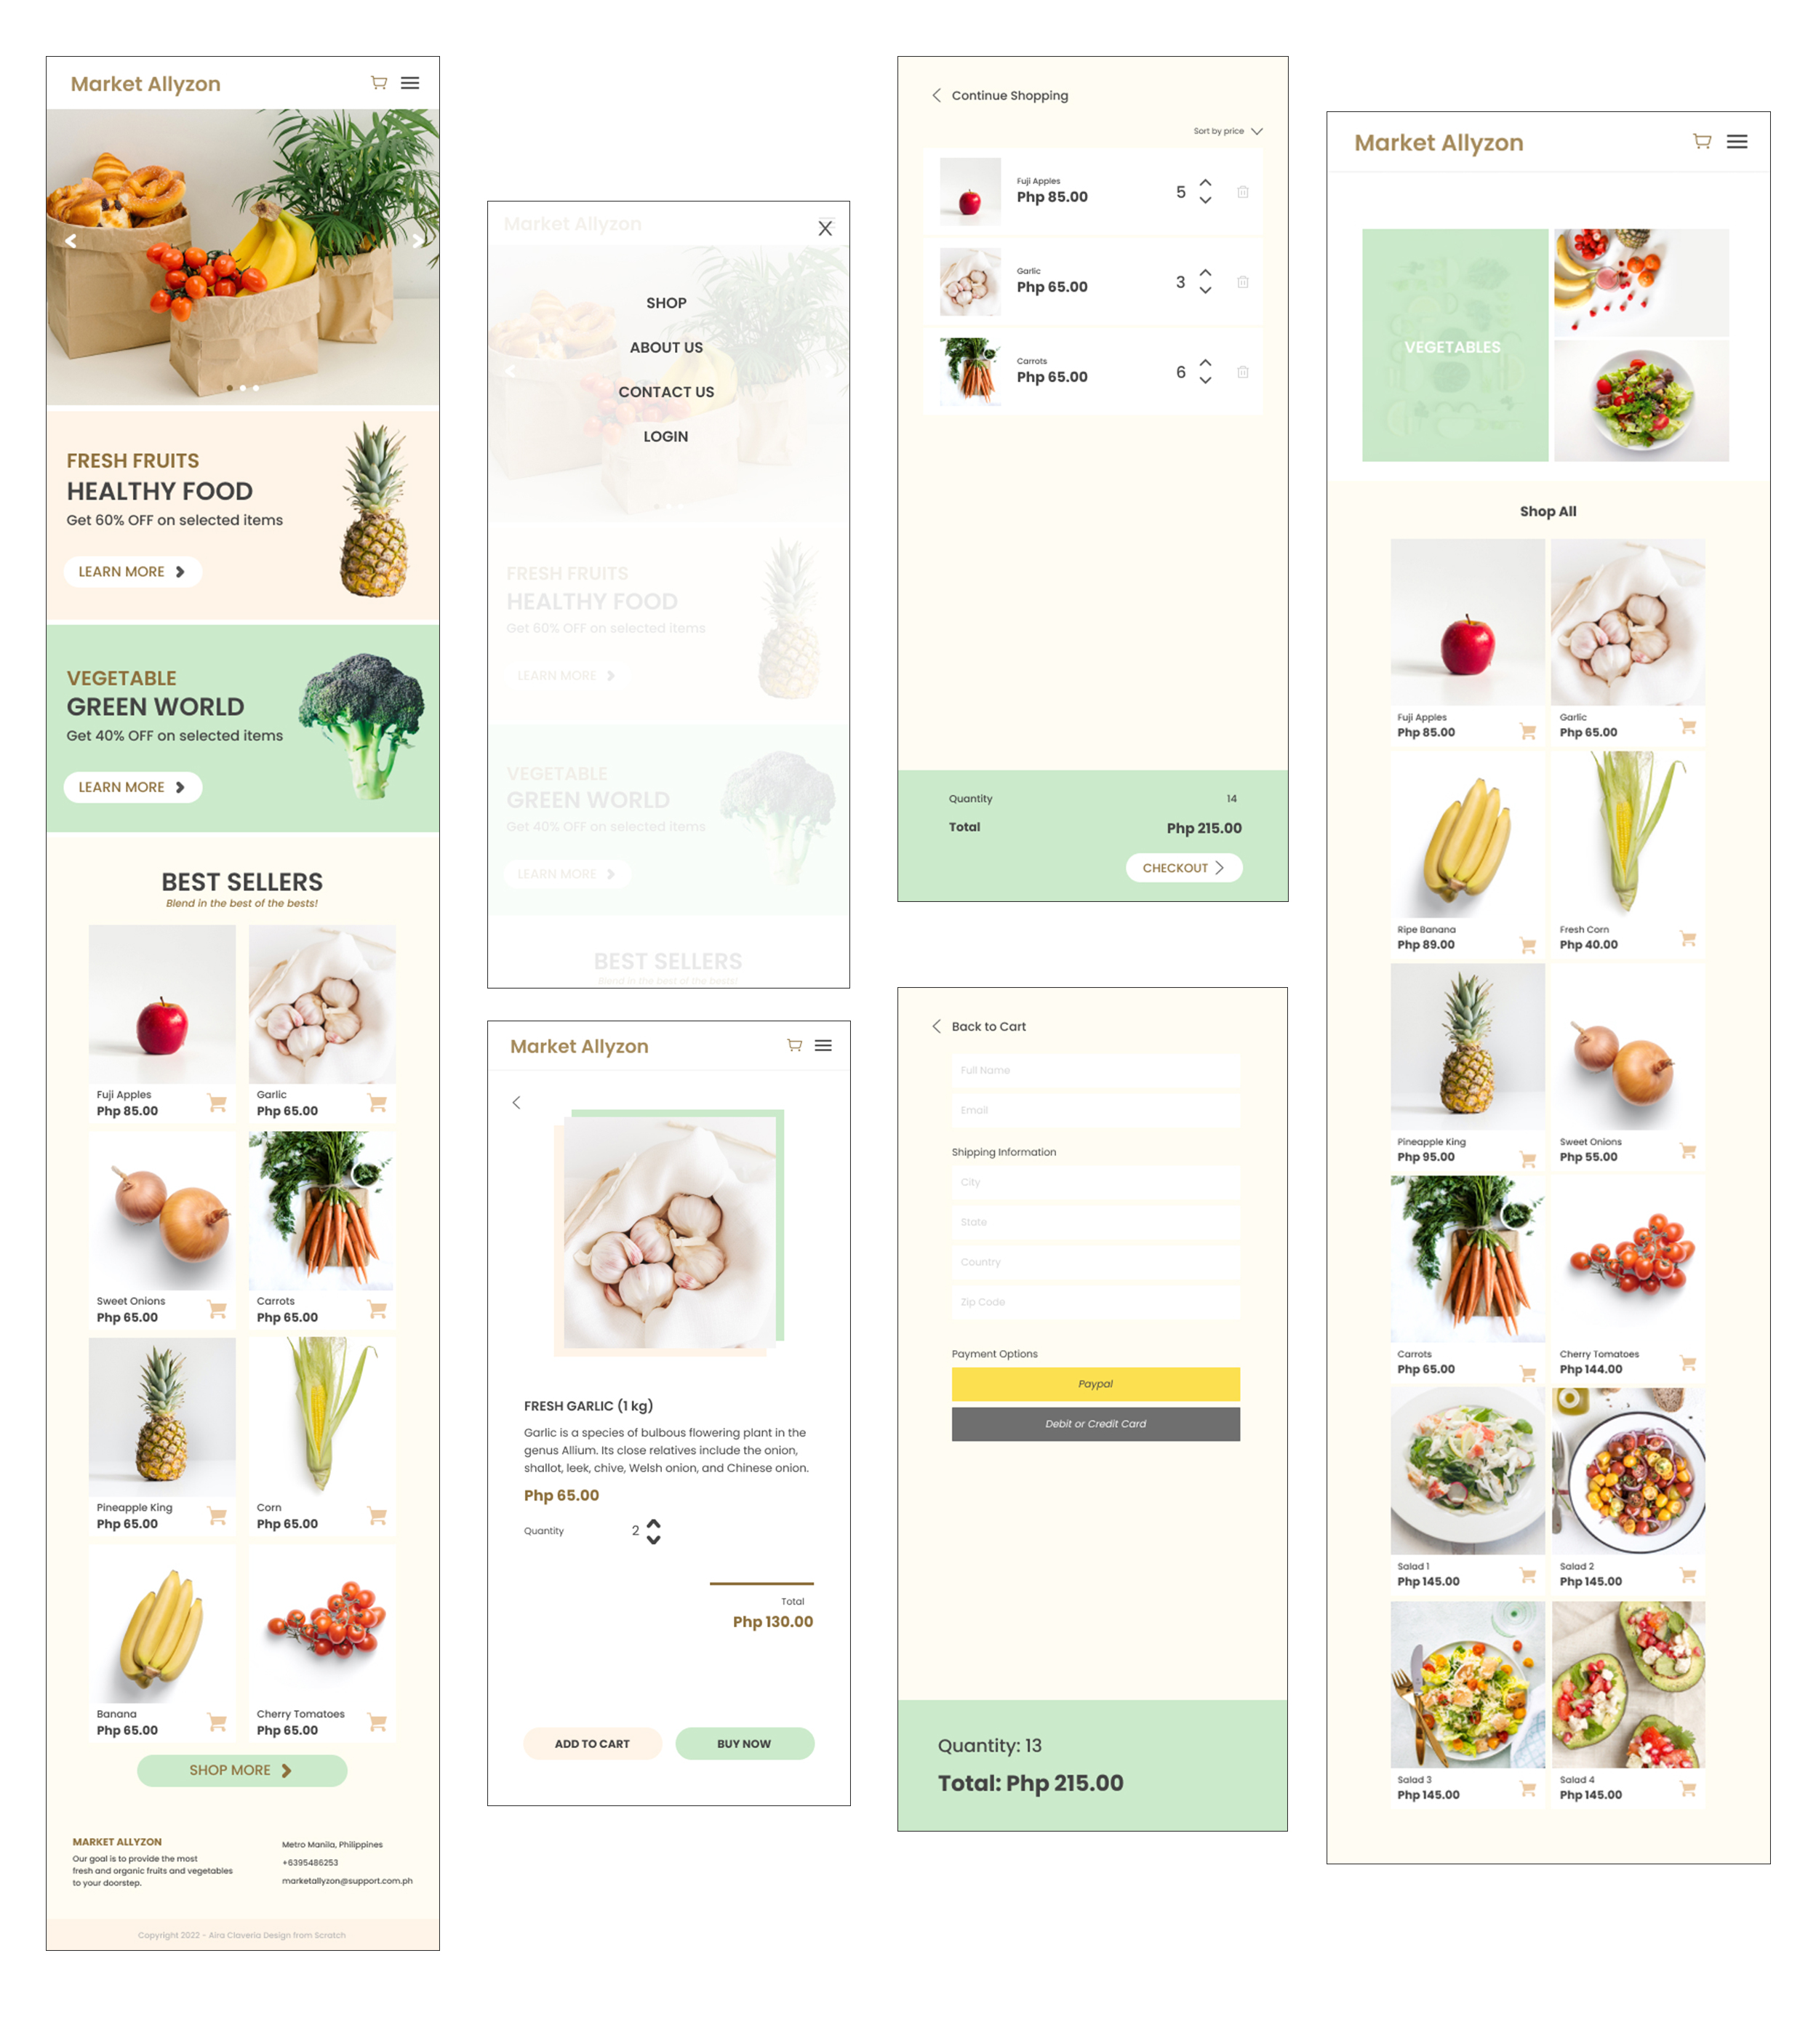 Market Allyzon
FRESH FRUITS
HEALTHY FOOD
Get 60% OFF on selected items
LEARN MORE
VEGETABLE
GREEN WORLD
Get 40% OFF on selected items
LEARN MORE
BEST SELLERS
Blend in the best of the bests!
Fuji Apples
Php 85.00
Garlic
Php 65.00
Sweet Onions
Php 65.00
Carrots
Php 65.00
Pineapple King
Php 65.00
Corn
Php 65.00
Banana
Php 65.00
Cherry Tomatoes
Php 65.00
SHOP MORE
MARKET ALLYZON
Our goal is to provide the most
fresh and organic fruits and vegetables
to your doorstep.
Metro Manila, Philippines
+6395486253
marketallyzon@support.com.ph
Copyright 2022 - Aira Claveria Design from Scratch
Market Allyzon
X
SHOP
ABOUT US
CONTACT US
LOGIN
FRESH FRUITS
HEALTHY FOOD
Get 60% OFF on selected items
LEARN MORE
VEGETABLE
GREEN WORLD
Get 40% OFF on selected items
LEARN MORE
BEST SELLERS
Blend in the best of the bests!
Market Allyzon
FRESH GARLIC (1 kg)
Garlic is a species of bulbous flowering plant in the
genus Allium. Its close relatives include the onion,
shallot, leek, chive, Welsh onion, and Chinese onion.
Php 65.00
Quantity 2
Total
Php 130.00
ADD TO CART
BUY NOW
Continue Shopping
Sort by price
Fuji Apples
Php 85.00
5
Garlic
Php 65.00
3
Carrots
Php 65.00
6
Quantity 14
Total Php 215.00
CHECKOUT
Back to Cart
Full Name
Email
Shipping Information
City
State
Country
Zip Code
Payment Options
Paypal
Debit or Credit Card
Quantity: 13
Total: Php 215.00
Market Allyzon
VEGETABLES
Shop All
Fuji Apples
Php 85.00
Garlic
Php 65.00
Ripe Banana
Php 89.00
Fresh Corn
Php 40.00
Pineapple King
Php 95.00
Sweet Onions
Php 55.00
Carrots
Php 65.00
Cherry Tomatoes
Php 144.00
Salad 1
Php 145.00
Salad 2
Php 145.00
Salad 3
Php 145.00
Salad 4
Php 145.00